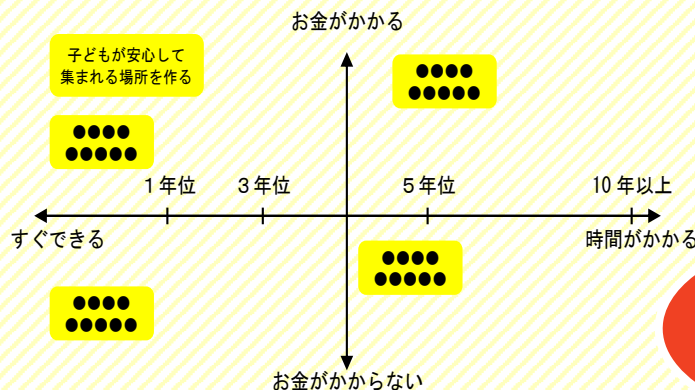 お金がかかる
子どもが安心して
集まれる場所を作る
●●●●
●●●●●
●●●●
●●●●●
1年位
3年位
5年位
10年以上
すぐできる
時間がかかる
●●●●
●●●●●
●●●●
●●●●●
お金がかからない